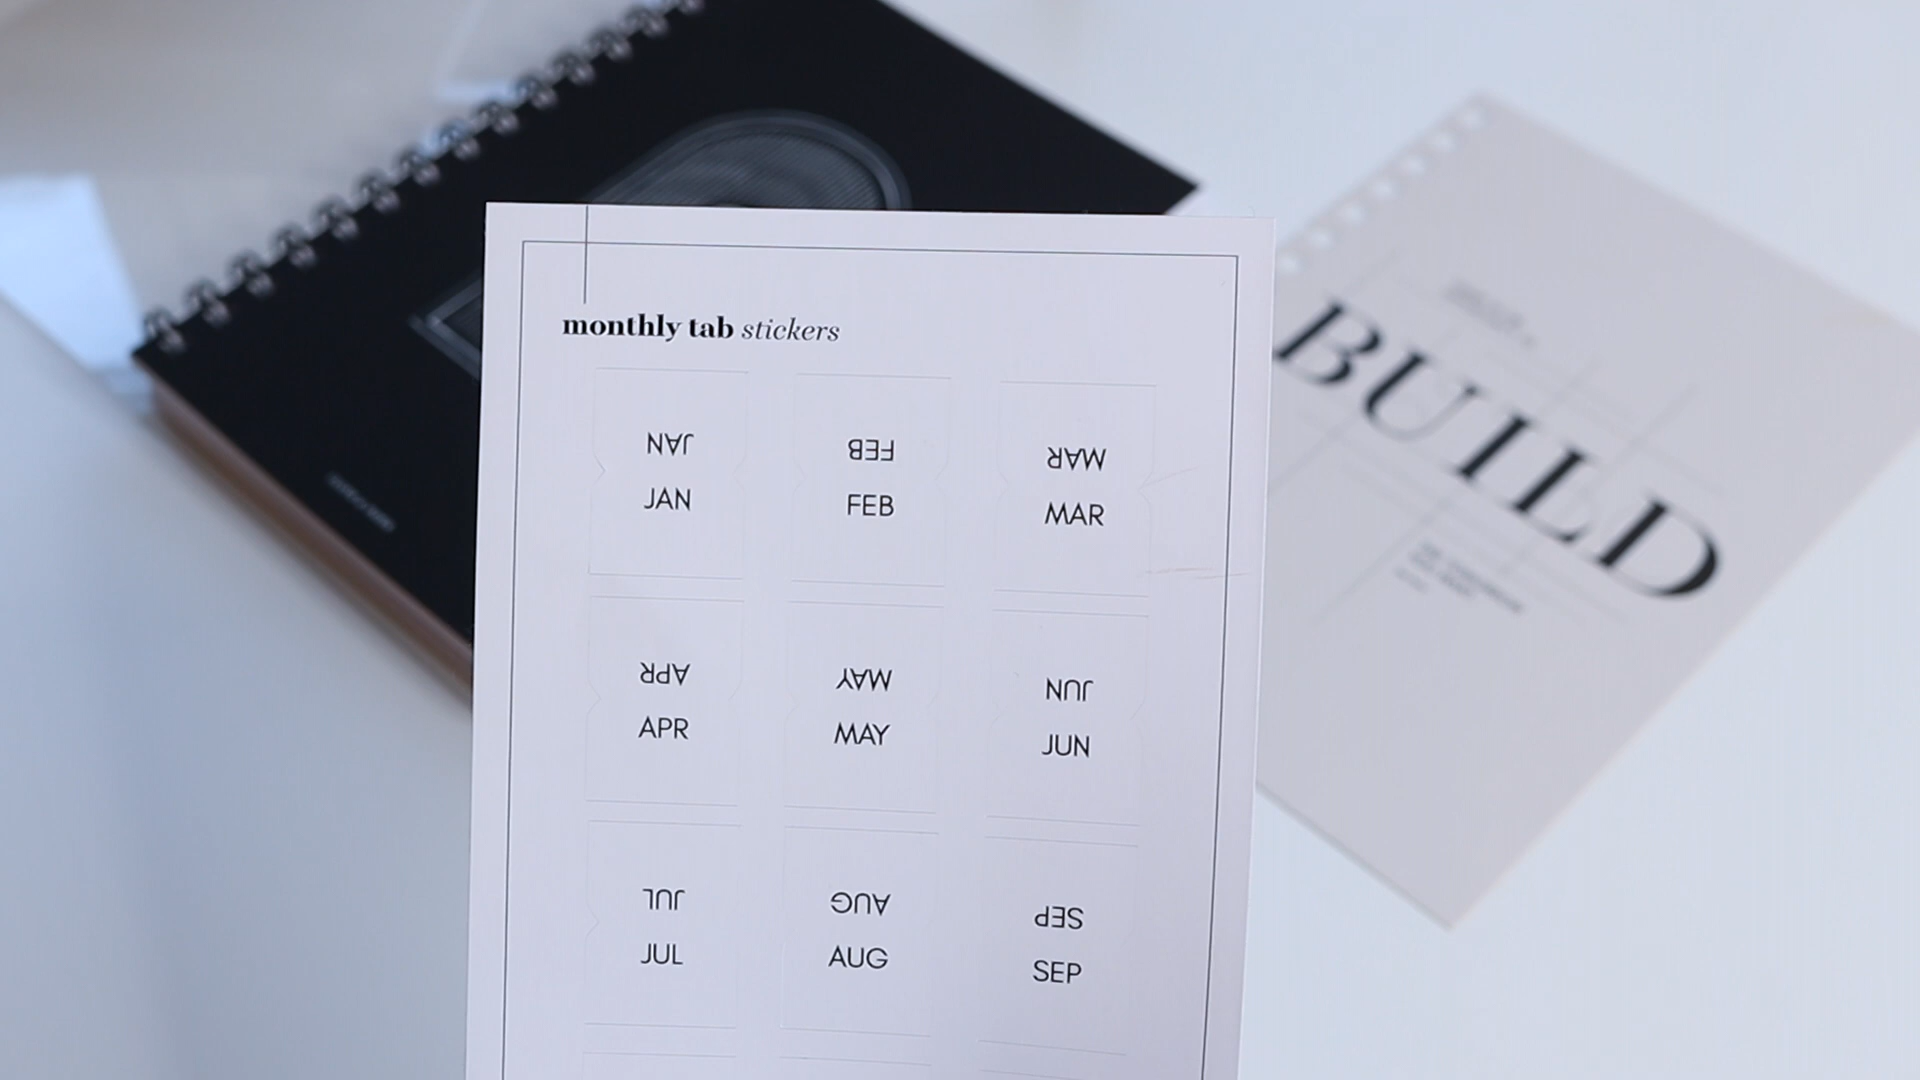 monthly tab stickers
JAN FEB MAR
JAN FEB MAR
APR MAY JUN
APR MAY JUN
JUL AUG SEP
JUL AUG SEP
BUILD